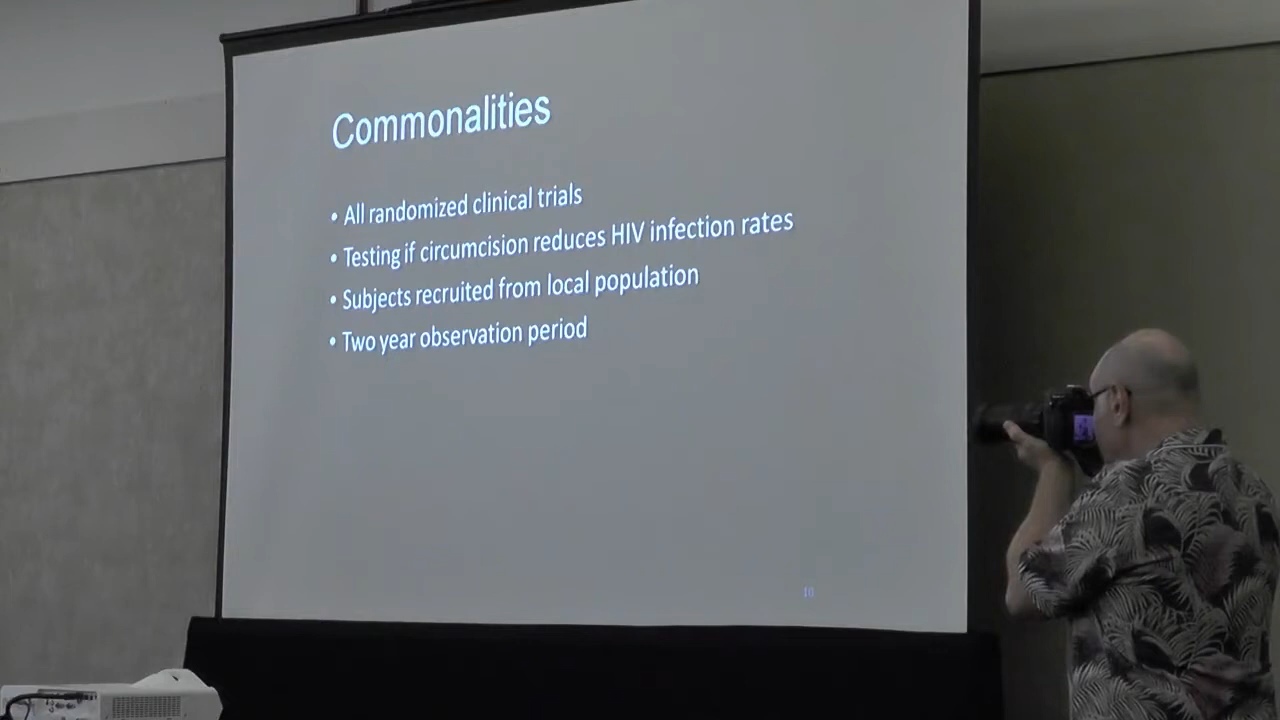 Commonalities
• All randomized clinical trials
• Testing if circumcision reduces HIV infection rates
• Subjects recruited from local population
• Two year observation period
10